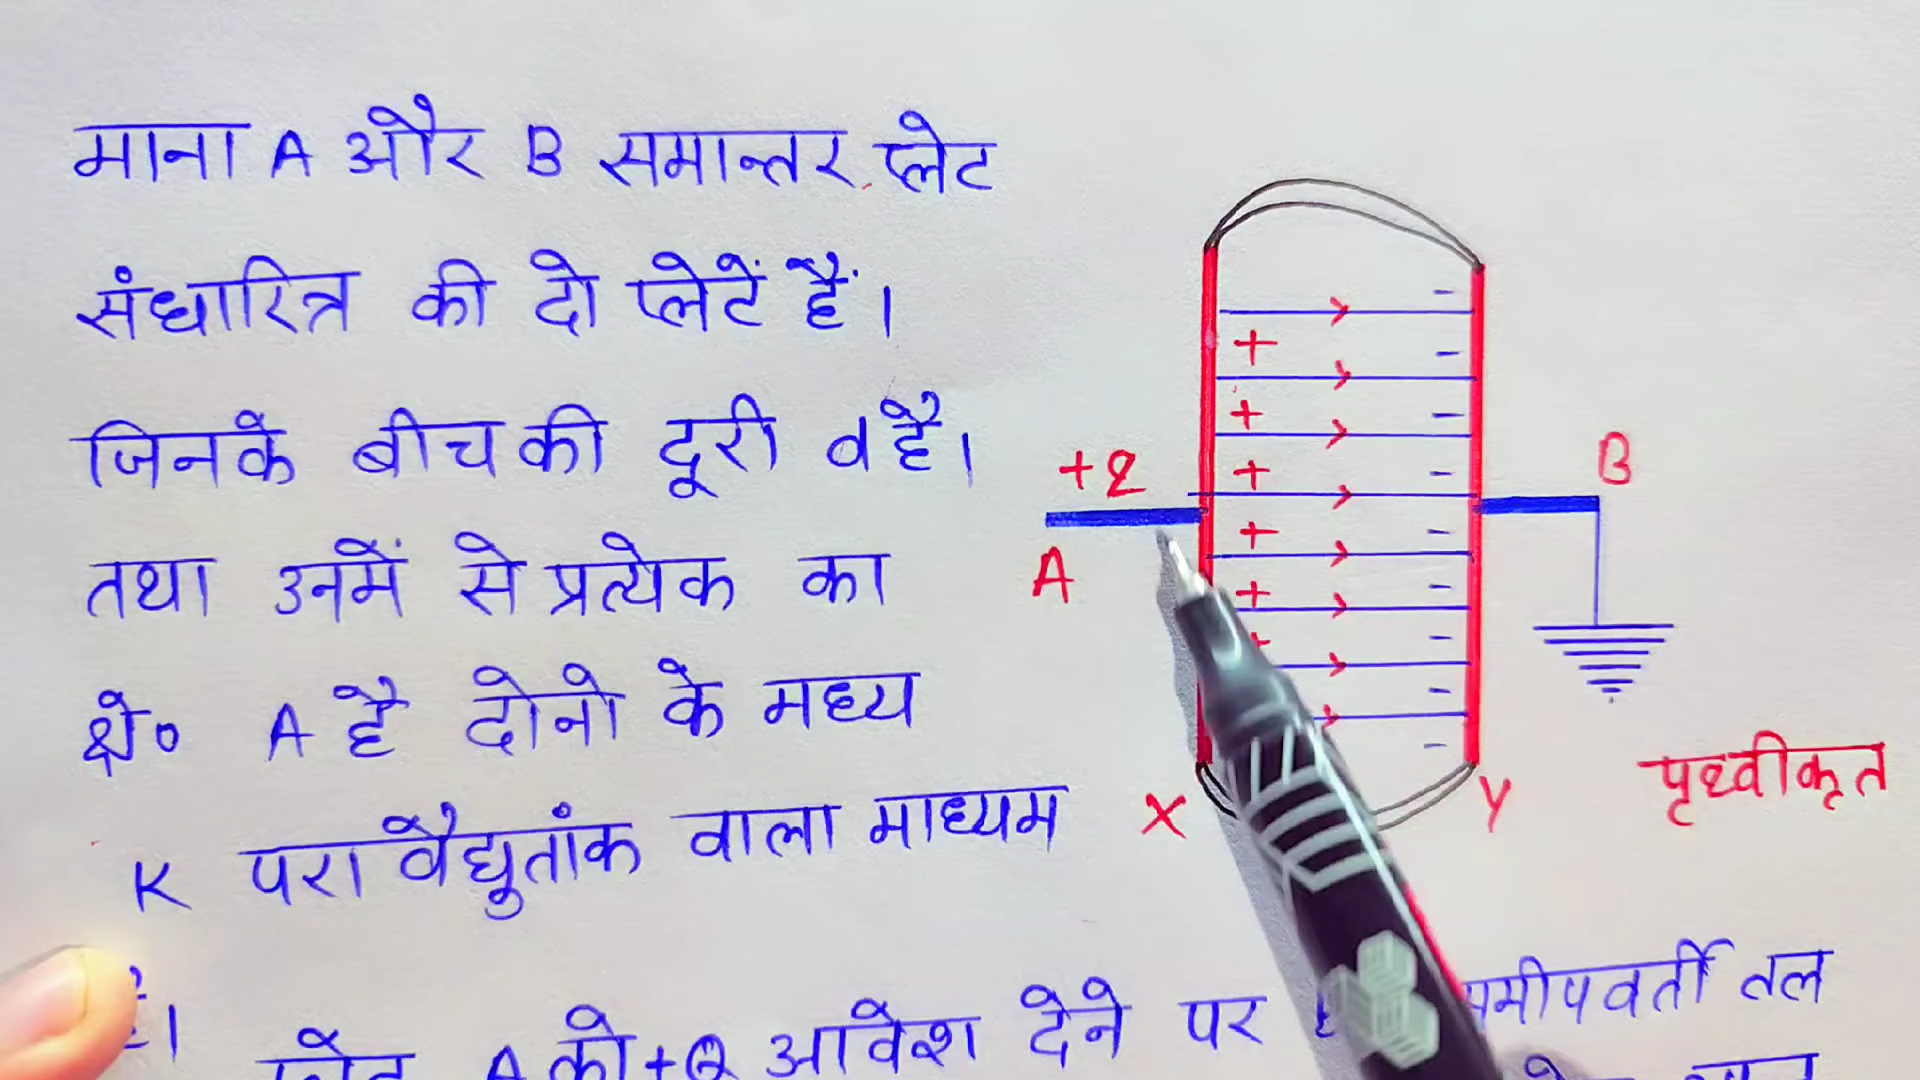 माना A और B समान्तर प्लेट
संधारित्र की दो प्लेटें हैं।
जिनके बीच की दूरी d है।
तथा उनमें से प्रत्येक का
क्षे० A है दोनो के मध्य
K परावैद्युतांक वाला माध्यम
है।
प्लेट A को +Q आवेश देने पर समीपवर्ती तल
+Q
A
B
X
Y
पृथ्वीकृत